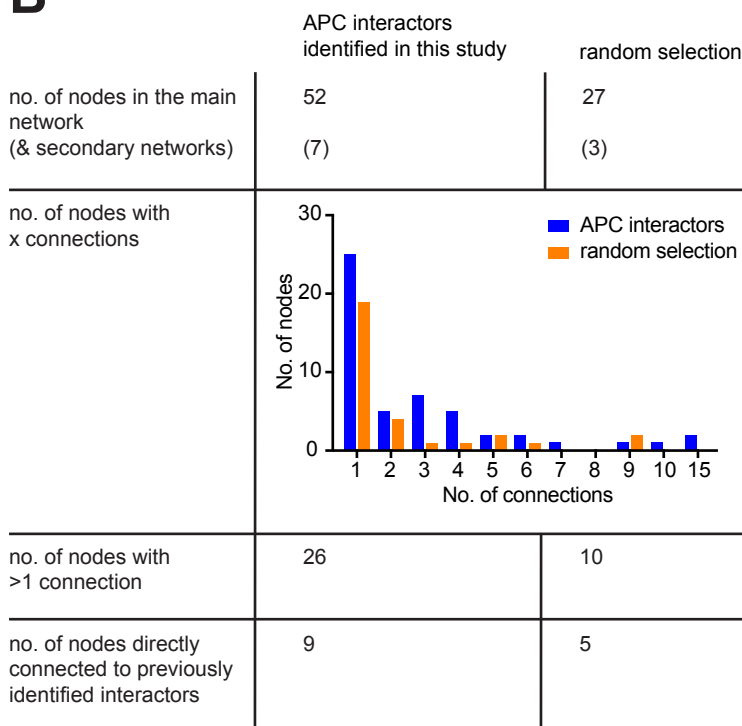 B
APC interactors
identified in this study
random selection
no. of nodes in the main
network
(& secondary networks)
52
(7)
27
(3)
no. of nodes with
x connections
30
20
10
0
No. of nodes
APC interactors
random selection
1 2 3 4 5 6 7 8 9 10 15
No. of connections
no. of nodes with
>1 connection
26
10
no. of nodes directly
connected to previously
identified interactors
9
5